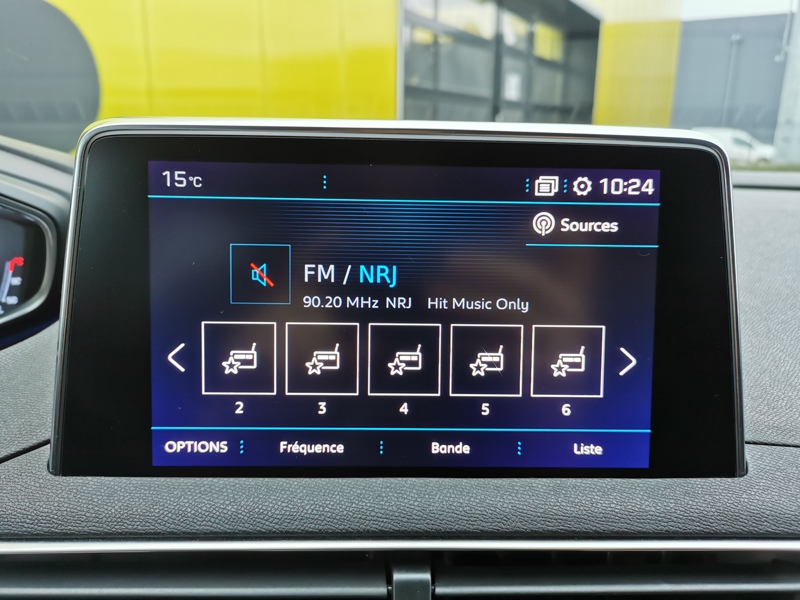 15°C 10:24
Sources
FM / NRJ
90.20 MHz NRJ Hit Music Only
2 3 4 5 6
OPTIONS Fréquence Bande Liste